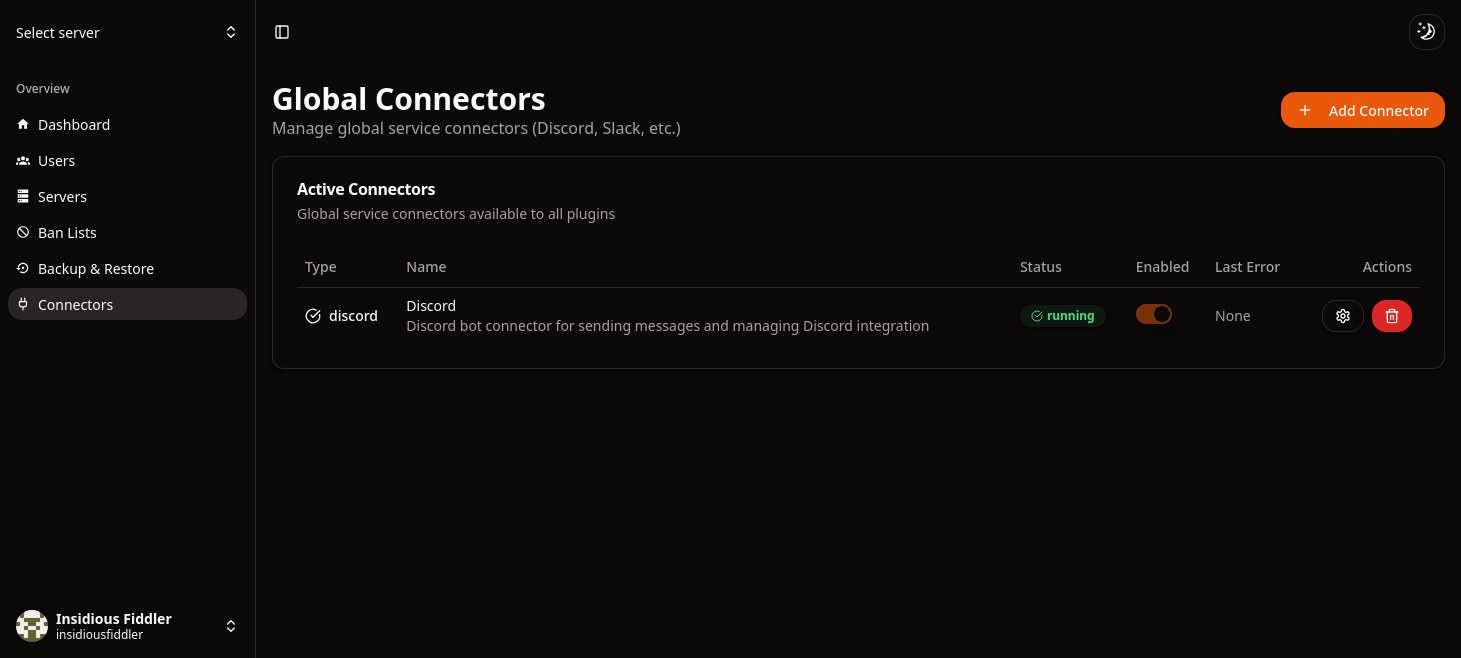 Select server
Overview
Dashboard
Users
Servers
Ban Lists
Backup & Restore
Connectors
Insidious Fiddler
insidiousfiddler
Global Connectors
Manage global service connectors (Discord, Slack, etc.)
Add Connector
Active Connectors
Global service connectors available to all plugins
Type Name Status Enabled Last Error Actions
discord Discord running None
Discord bot connector for sending messages and managing Discord integration